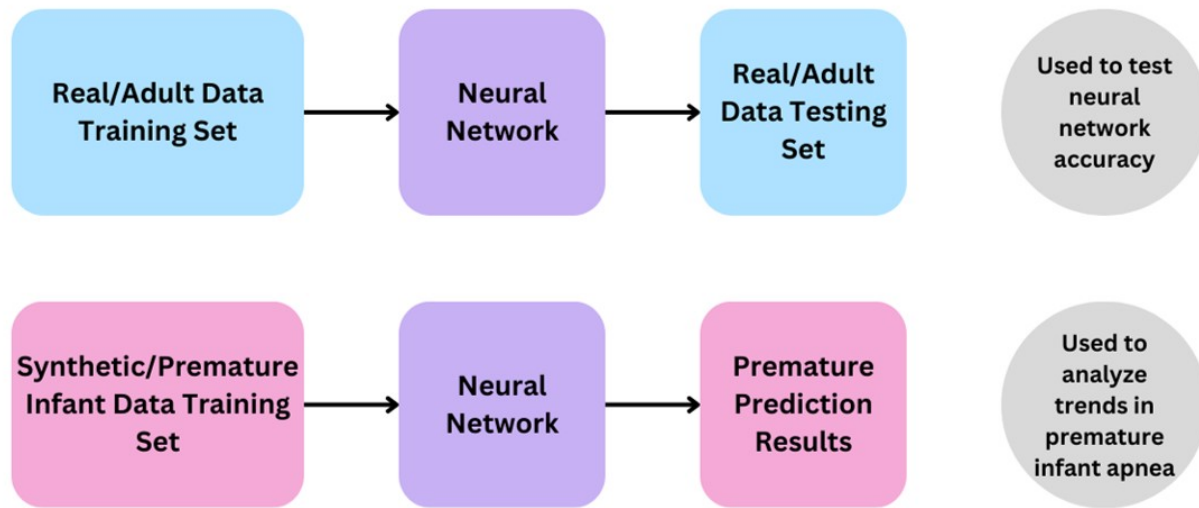 Real/Adult Data
Training Set
Neural
Network
Real/Adult
Data Testing
Set
Used to test
neural
network
accuracy
Synthetic/Premature
Infant Data Training
Set
Neural
Network
Premature
Prediction
Results
Used to
analyze
trends in
premature
infant apnea